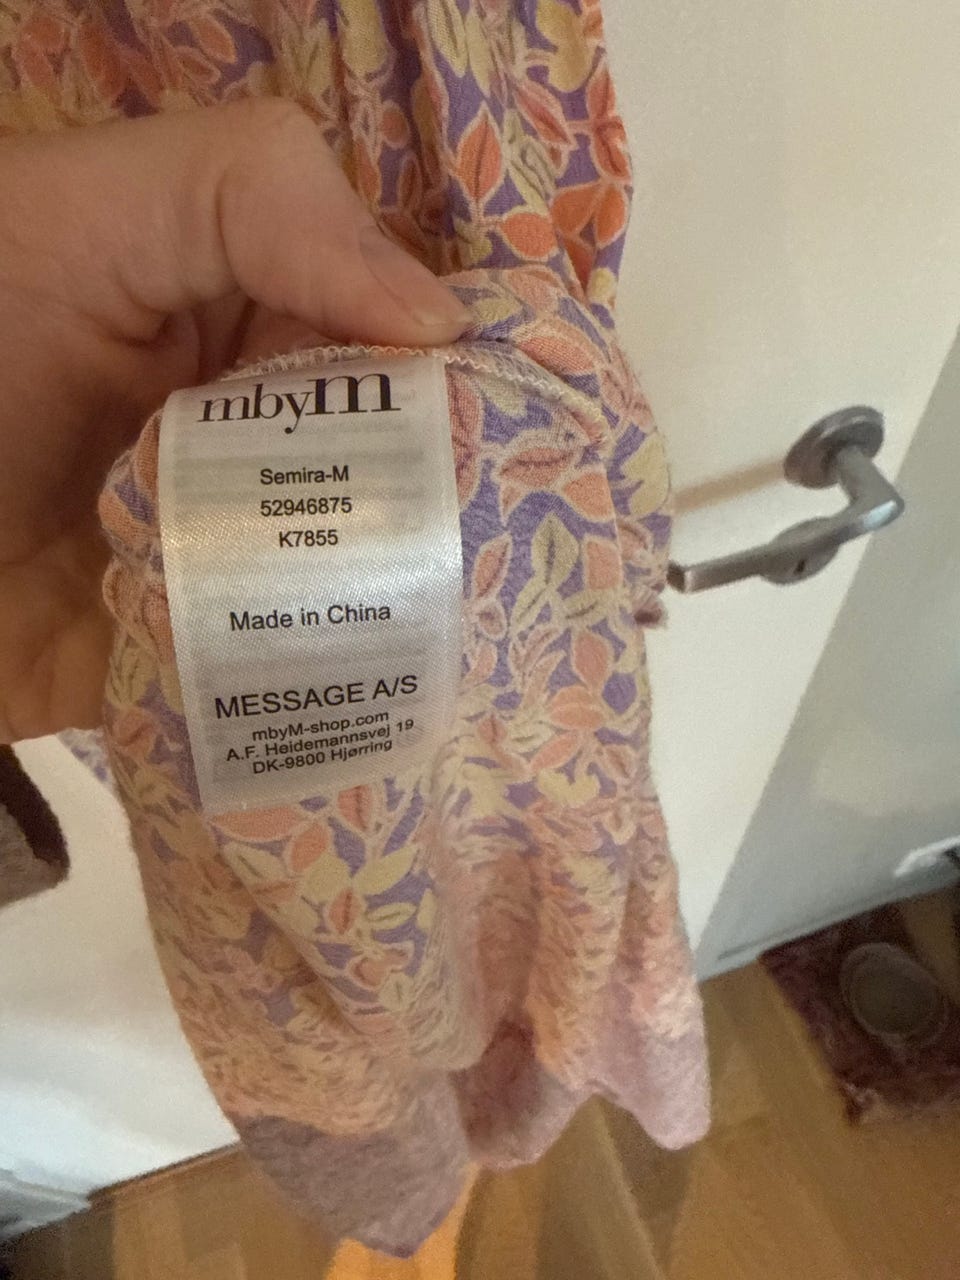 mbyM
Semira-M
52946875
K7855
Made in China
MESSAGE A/S
mbyM-shop.com
A.F. Heidemannsvej 19
DK-9800 Hjørring